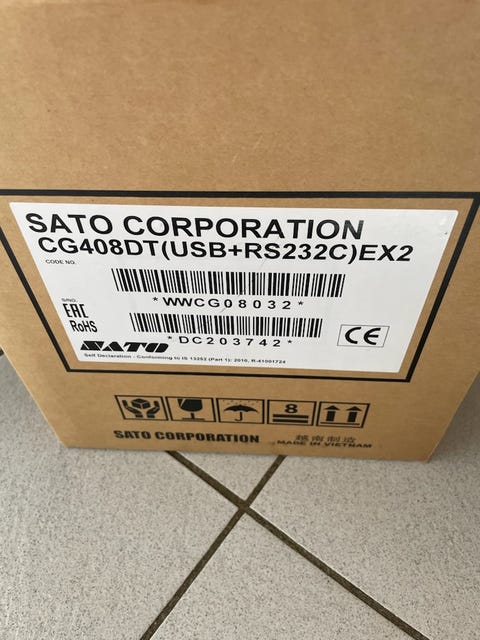 SATO CORPORATION
CG408DT(USB+RS232C)EX2
CODE NO.
*WWCG08032*
S/NO.
EAC
RoHS
*DC203742*
CE
SATO
Self Declaration - Conforming to IS 13252 (Part 1): 2010, R-41001724
8
SATO CORPORATION
越南制造
MADE IN VIETNAM